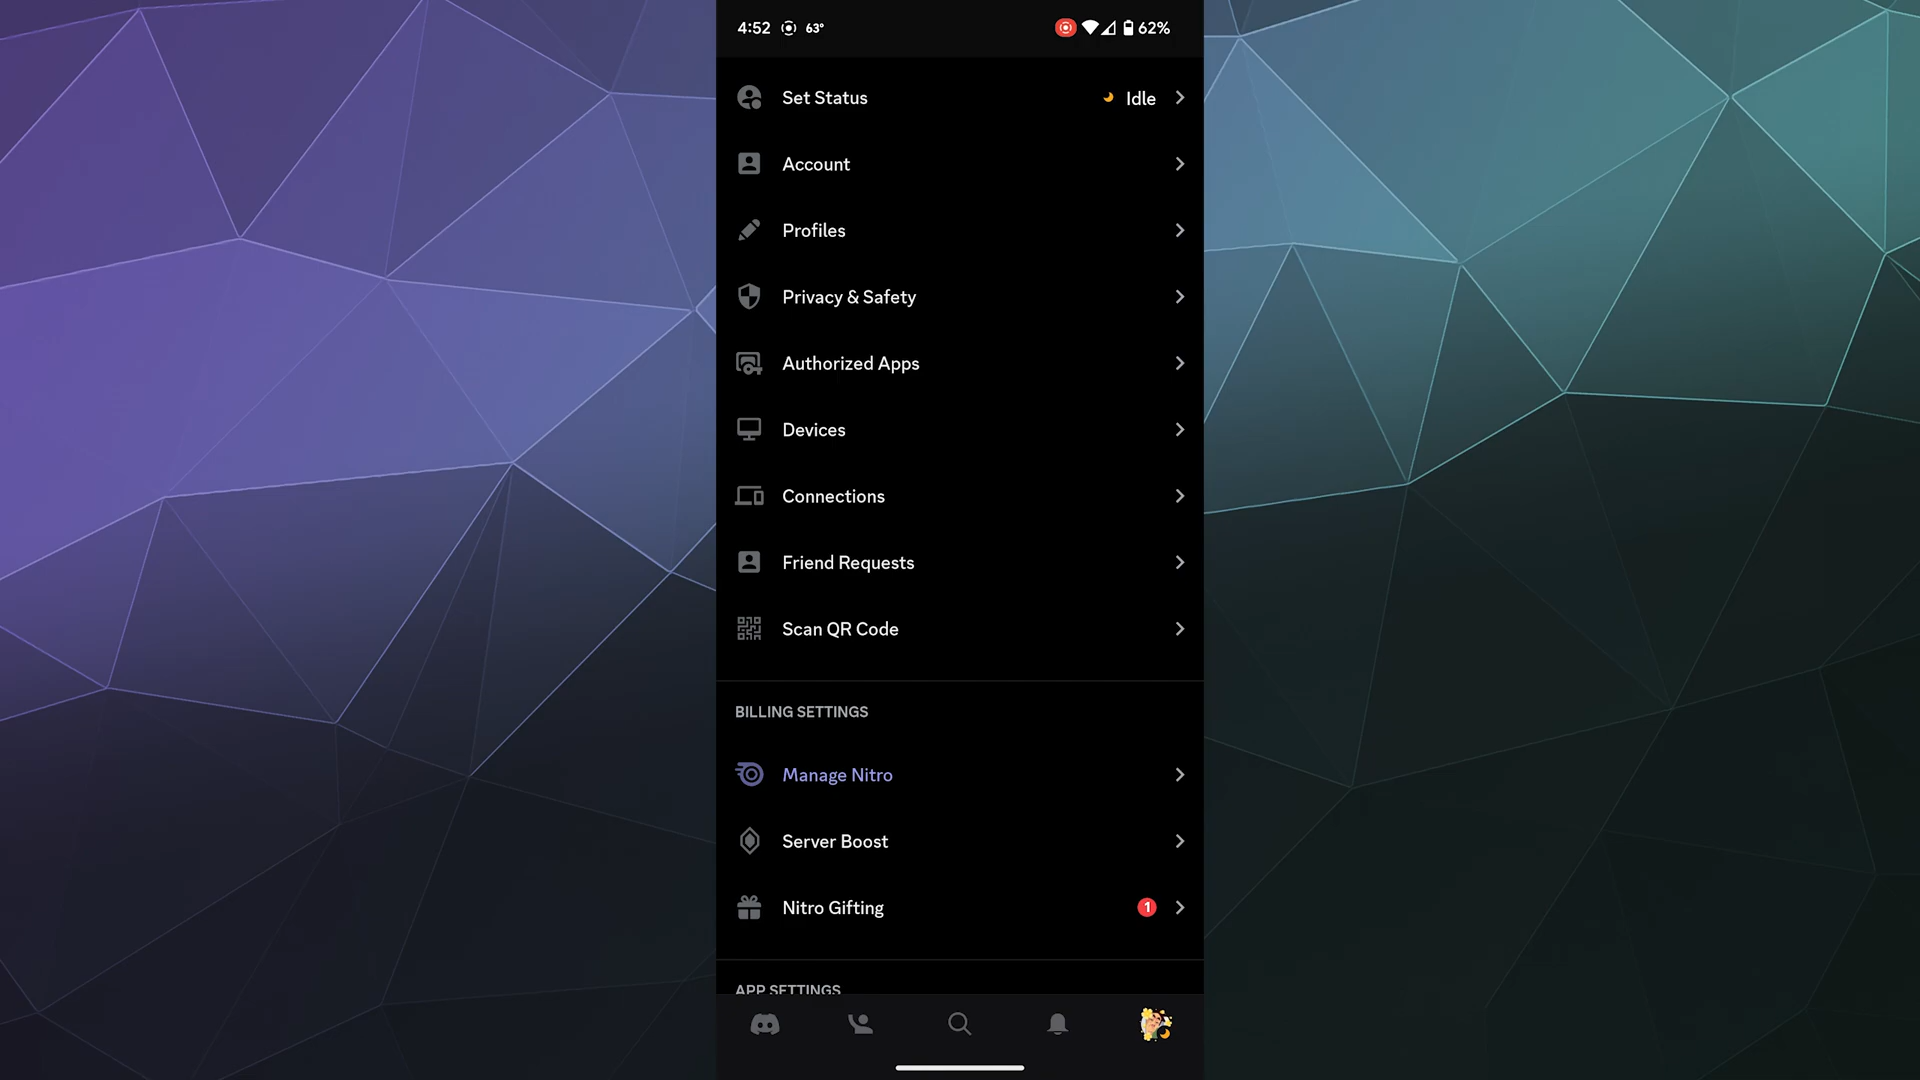 4:52 63°
62%
Set Status Idle
Account
Profiles
Privacy & Safety
Authorized Apps
Devices
Connections
Friend Requests
Scan QR Code
BILLING SETTINGS
Manage Nitro
Server Boost
Nitro Gifting 1
APP SETTINGS